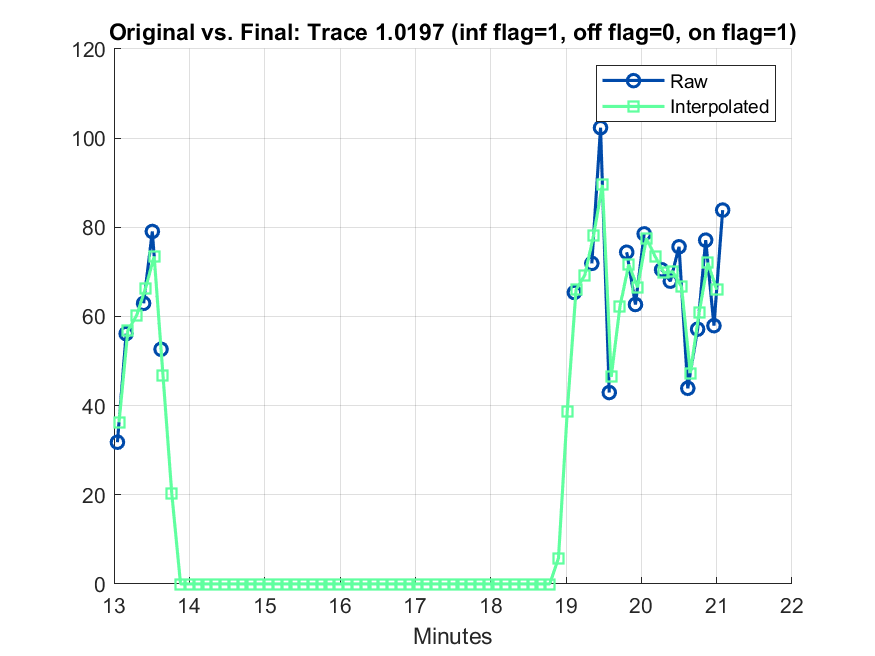 Original vs. Final: Trace 1.0197 (inf flag=1, off flag=0, on flag=1)
120
100
80
60
40
20
0
Raw
Interpolated
13 14 15 16 17 18 19 20 21 22
Minutes